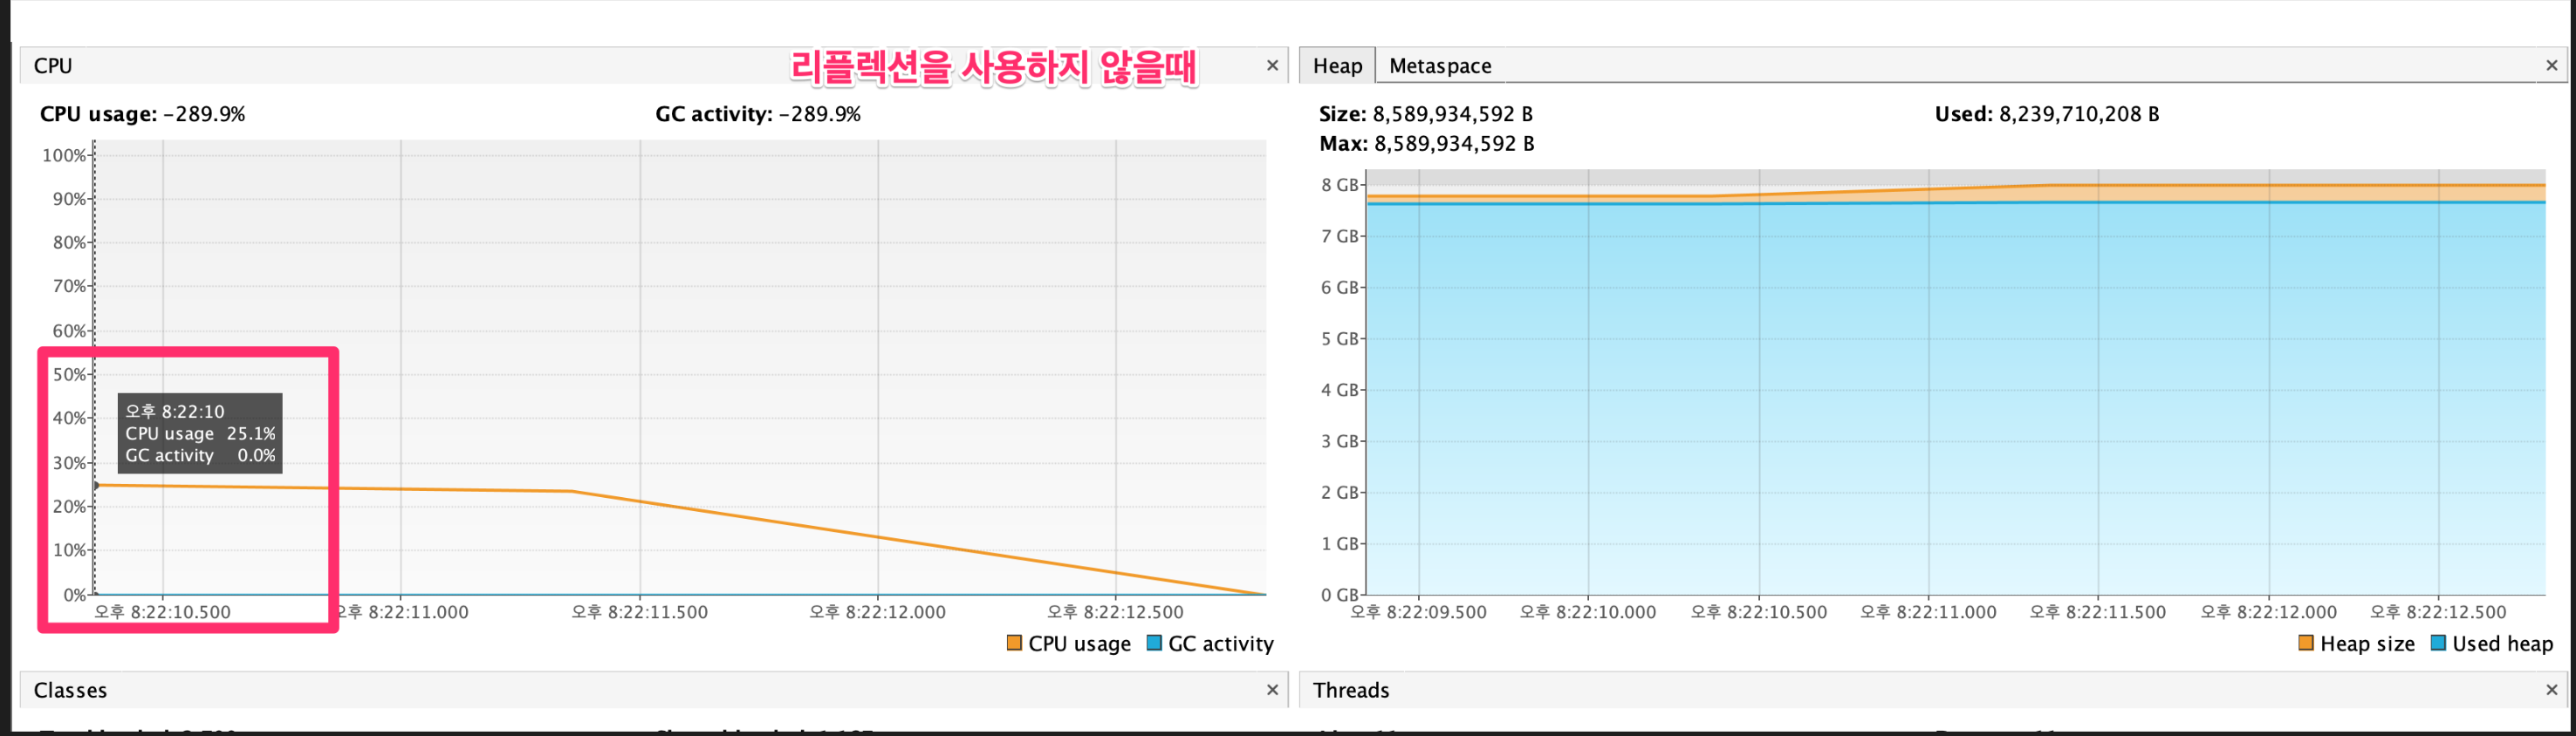 CPU
리플렉션을 사용하지 않을때
×
CPU usage: −289.9%
GC activity: −289.9%
100%
90%
80%
70%
60%
50%
40%
30%
20%
10%
0%
오후 8:22:10
CPU usage 25.1%
GC activity 0.0%
오후 8:22:10.500
오후 8:22:11.000
오후 8:22:11.500
오후 8:22:12.000
오후 8:22:12.500
CPU usage
GC activity
Heap
Metaspace
×
Size: 8,589,934,592 B
Used: 8,239,710,208 B
Max: 8,589,934,592 B
8 GB
7 GB
6 GB
5 GB
4 GB
3 GB
2 GB
1 GB
0 GB
오후 8:22:09.500
오후 8:22:10.000
오후 8:22:10.500
오후 8:22:11.000
오후 8:22:11.500
오후 8:22:12.000
오후 8:22:12.500
Heap size
Used heap
Classes
×
Threads
×